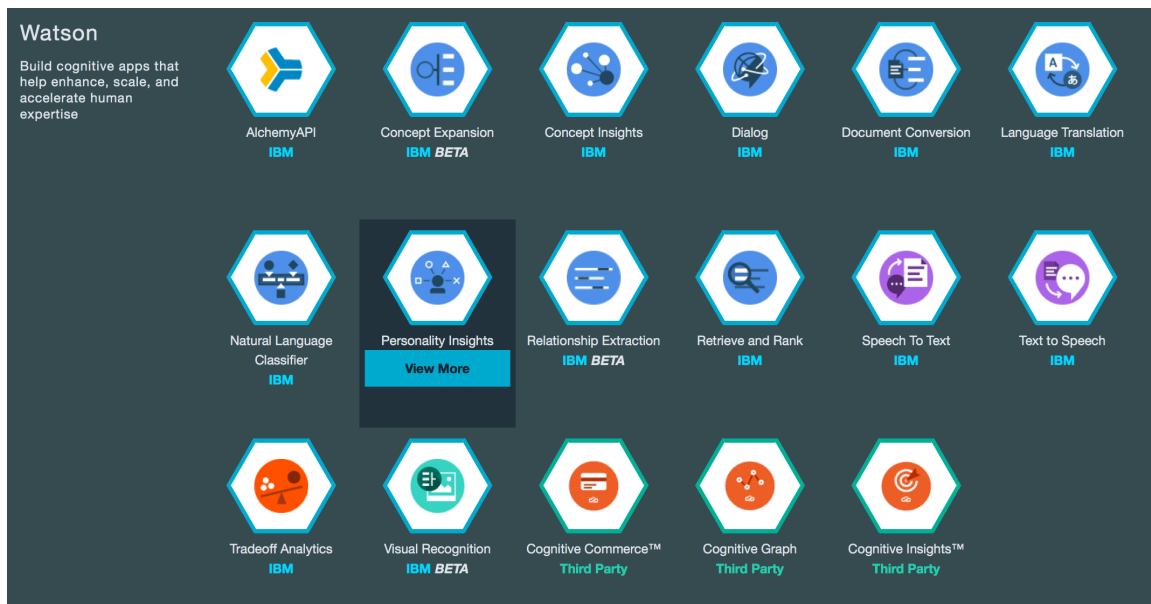 Watson
Build cognitive apps that
help enhance, scale, and
accelerate human
expertise
A
あ
AlchemyAPI
IBM
Concept Expansion
IBM BETA
Concept Insights
IBM
Dialog
IBM
Document Conversion
IBM
Language Translation
IBM
Natural Language
Classifier
IBM
Personality Insights
View More
Relationship Extraction
IBM BETA
Retrieve and Rank
IBM
Speech To Text
IBM
Text to Speech
IBM
Tradeoff Analytics
IBM
Visual Recognition
IBM BETA
Cognitive Commerce™
Third Party
Cognitive Graph
Third Party
Cognitive Insights™
Third Party